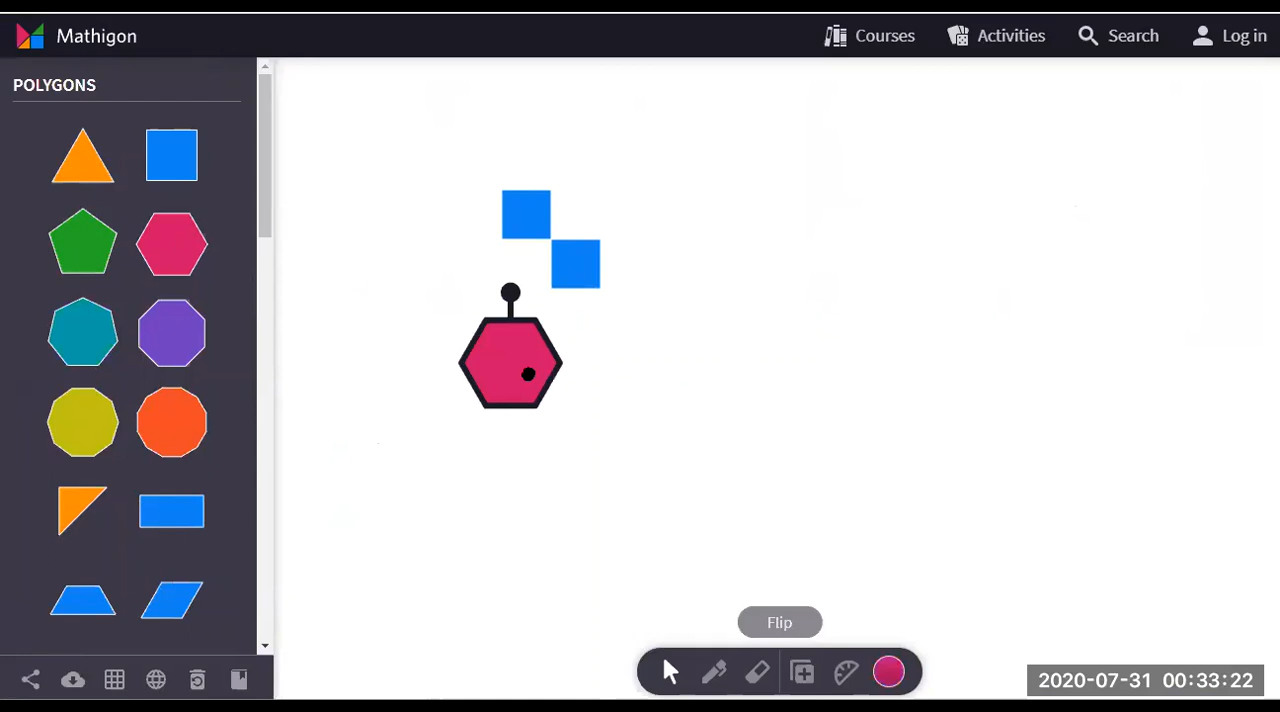 Mathigon
Courses
Activities
Search
Log in
POLYGONS
Flip
2020-07-31 00:33:22